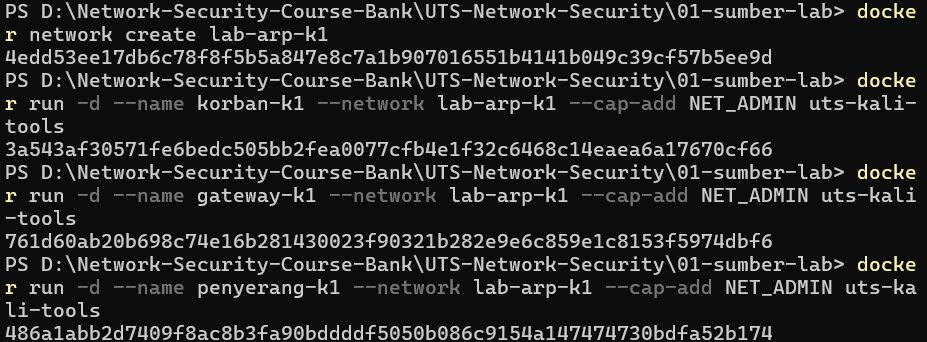 PS D:\Network-Security-Course-Bank\UTS-Network-Security\01-sumber-lab> docke
r network create lab-arp-k1
4edd53ee17db6c78f8f5b5a847e8c7a1b907016551b4141b049c39cf57b5ee9d
PS D:\Network-Security-Course-Bank\UTS-Network-Security\01-sumber-lab> docke
r run -d --name korban-k1 --network lab-arp-k1 --cap-add NET_ADMIN uts-kali-
tools
3a543af30571fe6bedc505bb2fea0077cfb4e1f32c6468c14eaea6a17670cf66
PS D:\Network-Security-Course-Bank\UTS-Network-Security\01-sumber-lab> docke
r run -d --name gateway-k1 --network lab-arp-k1 --cap-add NET_ADMIN uts-kali
-tools
761d60ab20b698c74e16b281430023f90321b282e9e6c859e1c8153f5974dbf6
PS D:\Network-Security-Course-Bank\UTS-Network-Security\01-sumber-lab> docke
r run -d --name penyerang-k1 --network lab-arp-k1 --cap-add NET_ADMIN uts-ka
li-tools
486a1abb2d7409f8ac8b3fa90bddddf5050b086c9154a147474730bdfa52b174